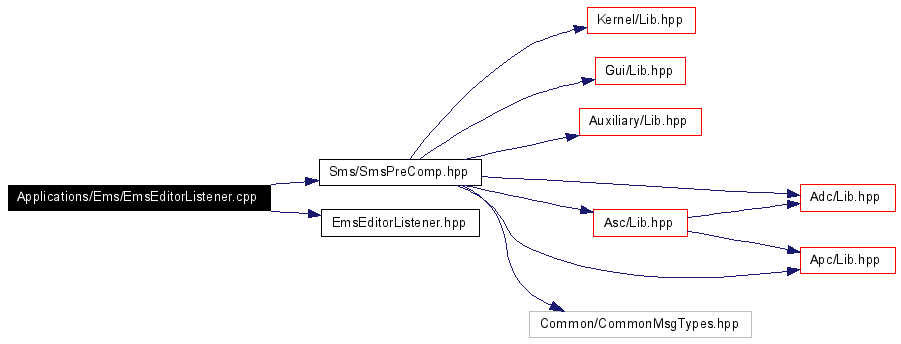 Kernel/Lib.hpp
Gui/Lib.hpp
Auxiliary/Lib.hpp
Sms/SmsPreComp.hpp
Applications/Ems/EmsEditorListener.cpp
Adc/Lib.hpp
EmsEditorListener.hpp
Asc/Lib.hpp
Apc/Lib.hpp
Common/CommonMsgTypes.hpp